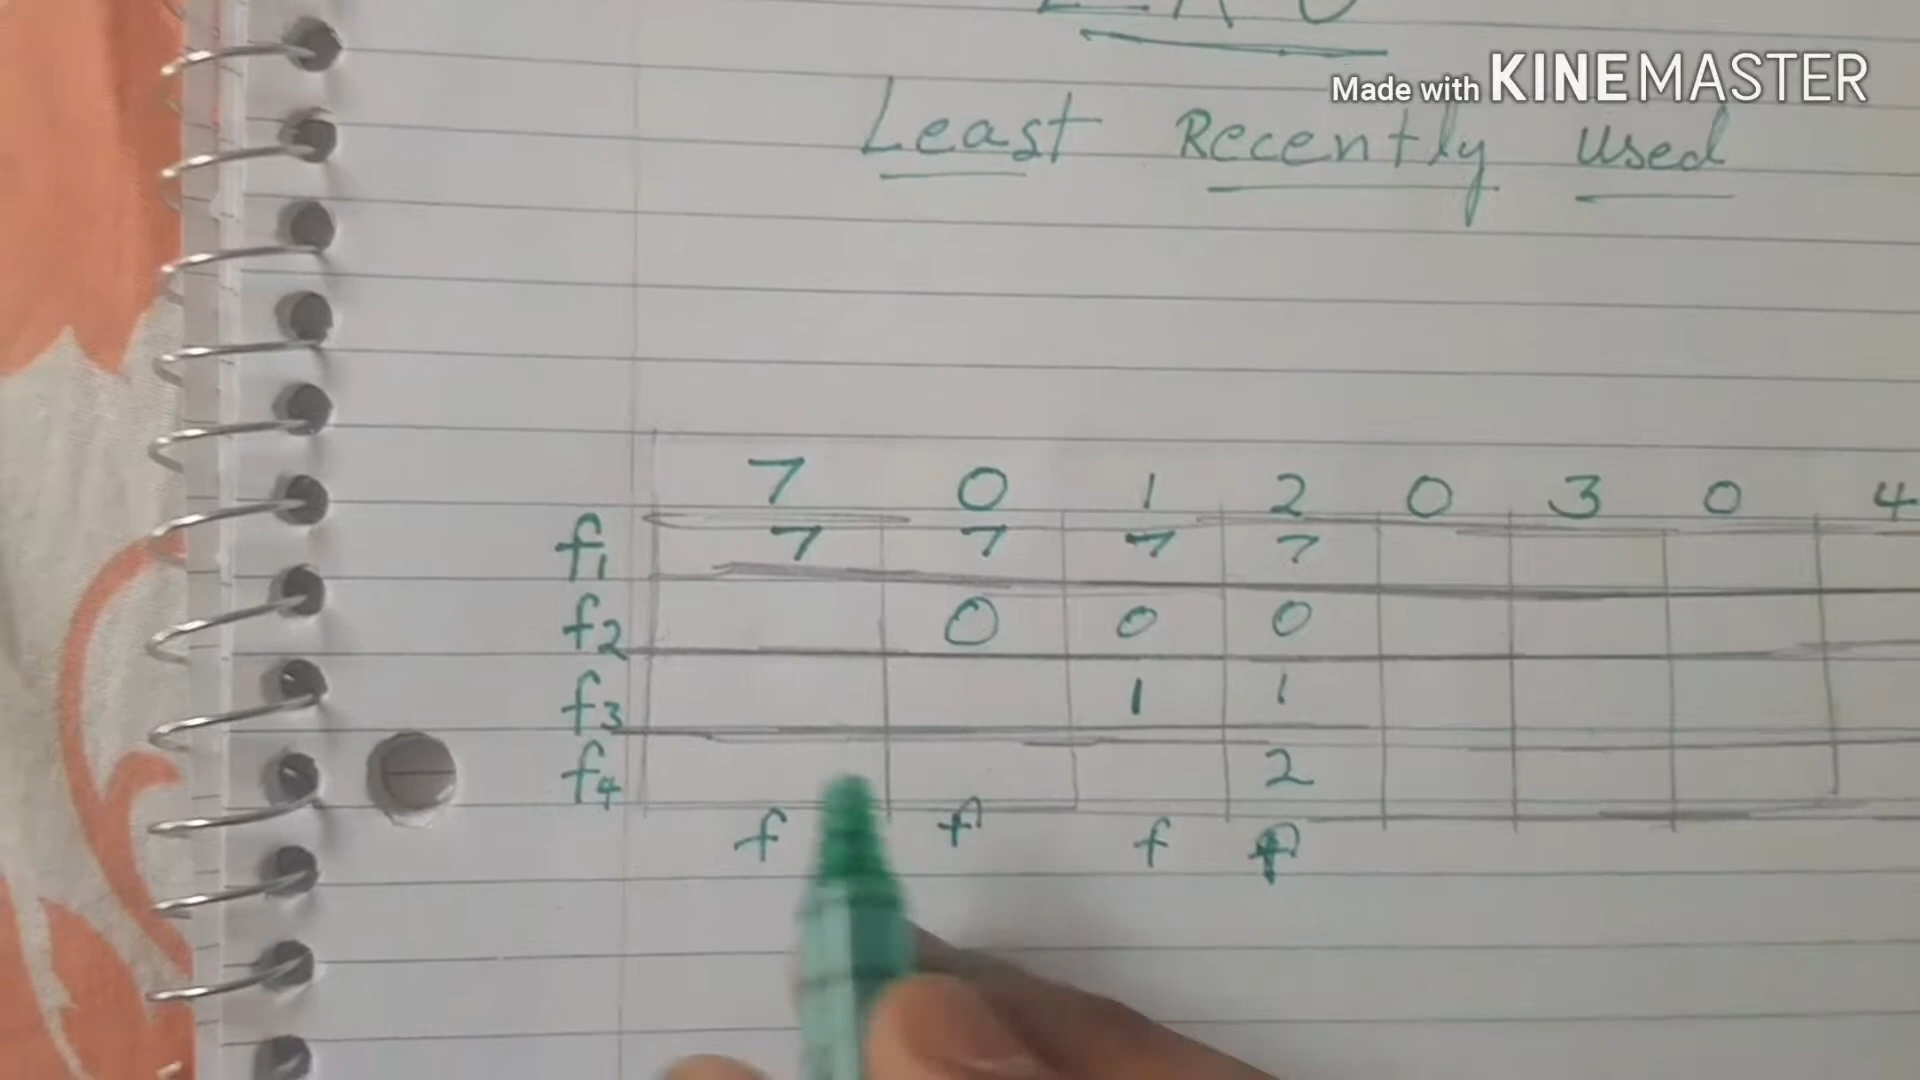 LRU
Made with KINEMASTER
Least Recently Used
7 0 1 2 0 3 0 4
f1 7 7 7 7
f2 0 0 0
f3 1 1
f4 2
f f f f